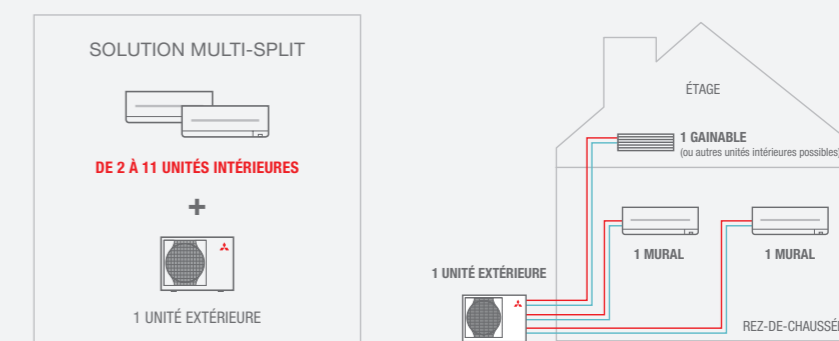 SOLUTION MULTI-SPLIT
DE 2 À 11 UNITÉS INTÉRIEURES
+
1 UNITÉ EXTÉRIEURE
ÉTAGE
1 GAINABLE
(ou autres unités intérieures possibles)
1 MURAL
1 MURAL
1 UNITÉ EXTÉRIEURE
REZ-DE-CHAUSSÉE